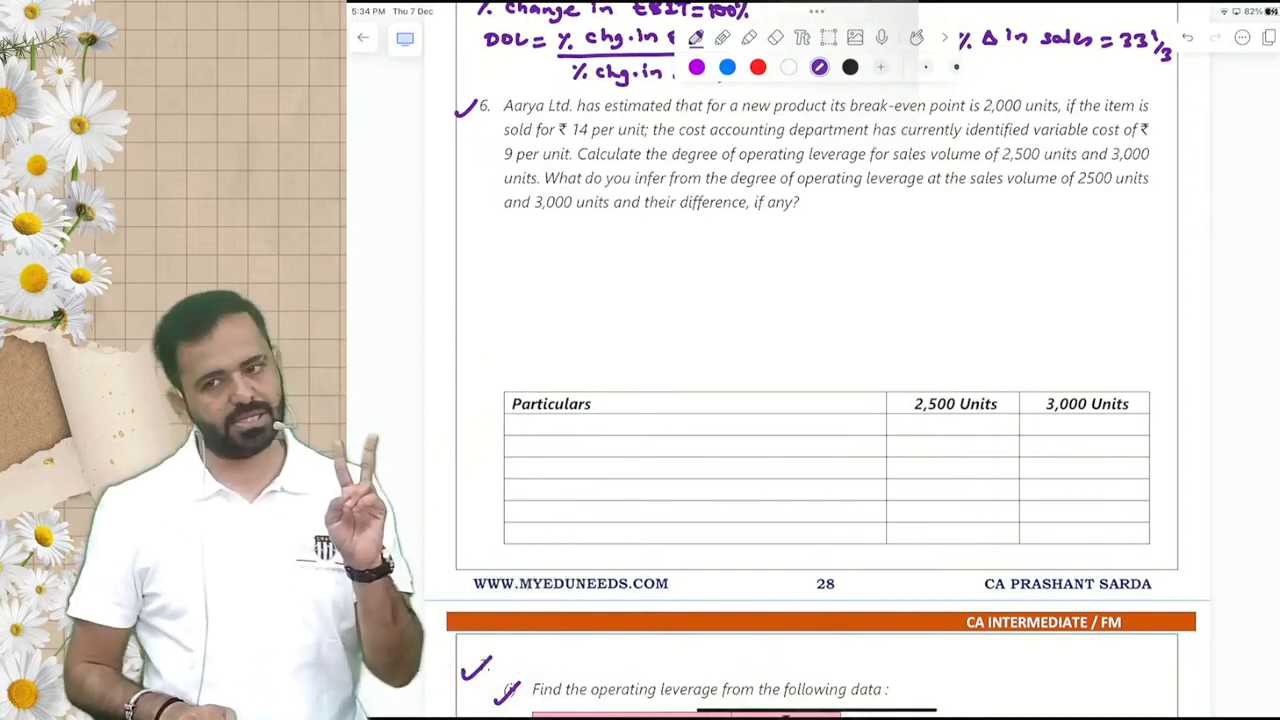 % change in EBIT = 100%
5:34 PM Thu 7 Dec
82%
DOL = % chg. in
% Δ in sales = 33 1/3
% chg. in
6. Aarya Ltd. has estimated that for a new product its break-even point is 2,000 units, if the item is
sold for ₹ 14 per unit; the cost accounting department has currently identified variable cost of ₹
9 per unit. Calculate the degree of operating leverage for sales volume of 2,500 units and 3,000
units. What do you infer from the degree of operating leverage at the sales volume of 2500 units
and 3,000 units and their difference, if any?
Particulars 2,500 Units 3,000 Units
WWW.MYEDUNEEDS.COM 28 CA PRASHANT SARDA
CA INTERMEDIATE / FM
Find the operating leverage from the following data :